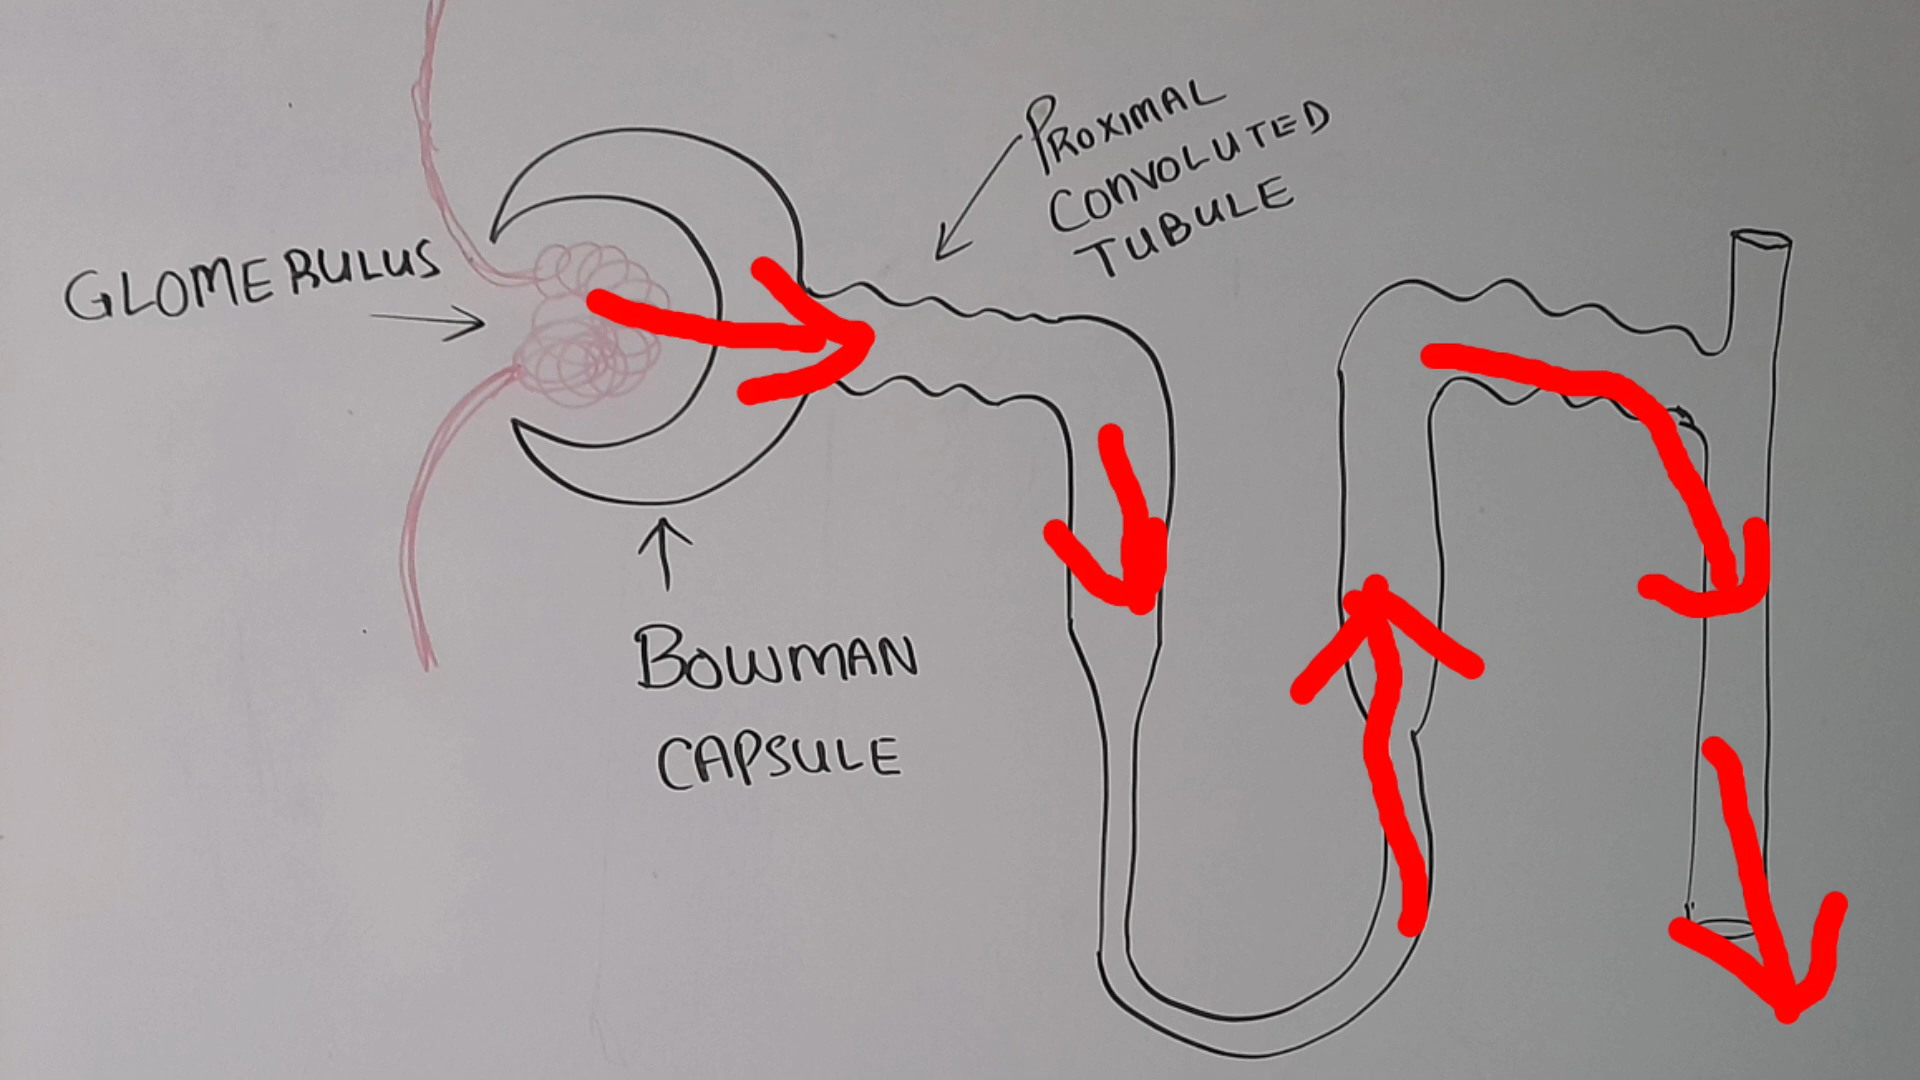 GLOMERULUS
PROXIMAL
CONVOLUTED
TUBULE
BOWMAN
CAPSULE